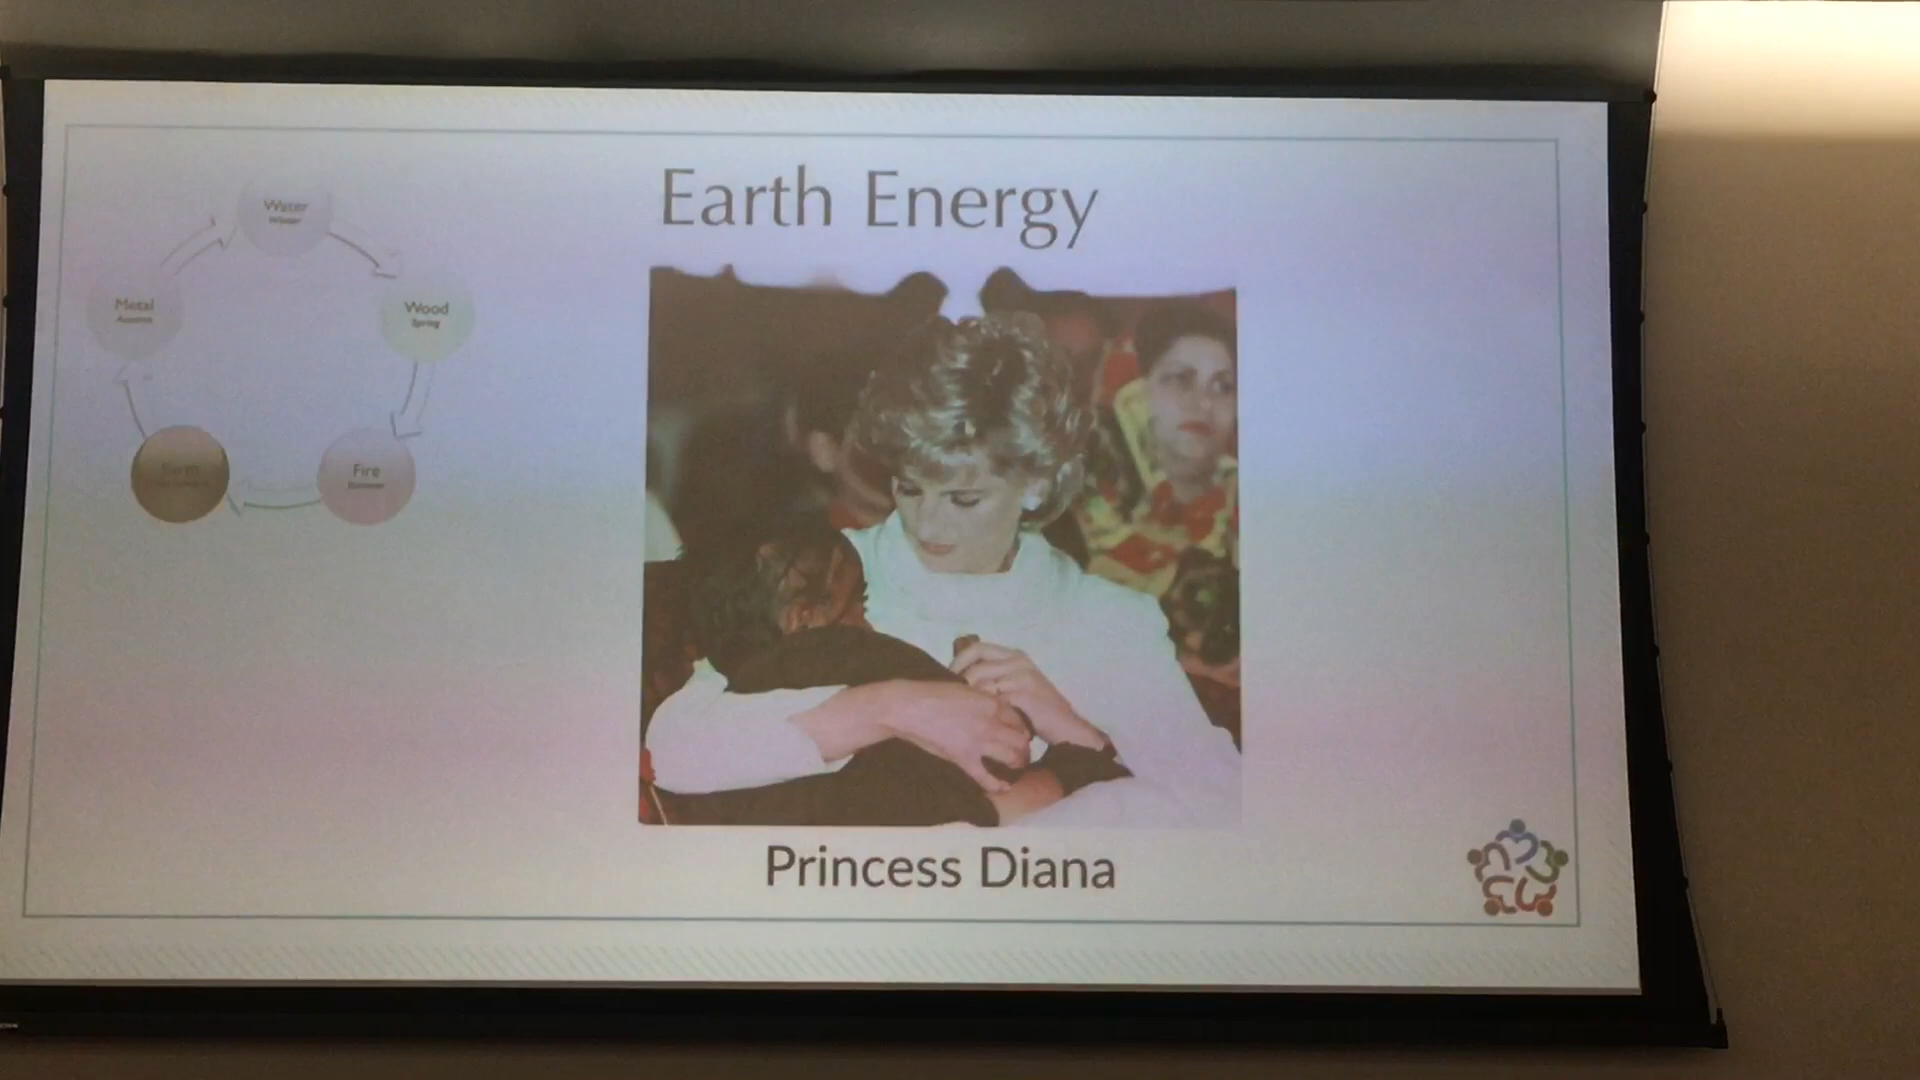 Earth Energy
Water
Winter
Wood
Spring
Fire
Summer
Earth
Metal
Autumn
Princess Diana